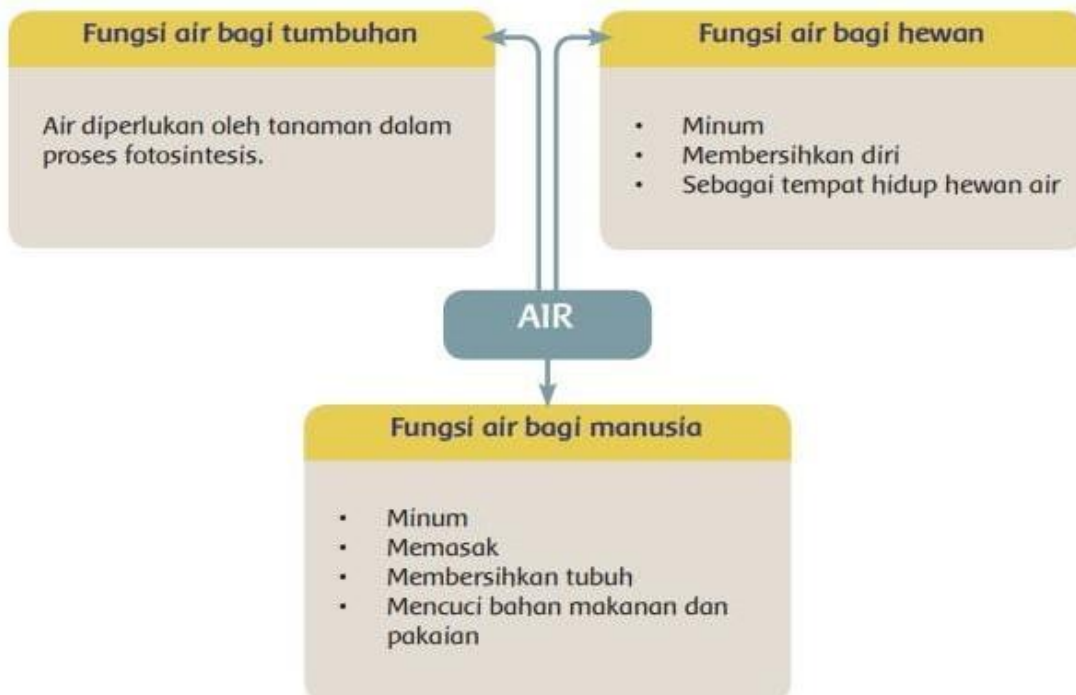 Fungsi air bagi tumbuhan
Air diperlukan oleh tanaman dalam
proses fotosintesis.
Fungsi air bagi hewan
• Minum
• Membersihkan diri
• Sebagai tempat hidup hewan air
AIR
Fungsi air bagi manusia
• Minum
• Memasak
• Membersihkan tubuh
• Mencuci bahan makanan dan
pakaian